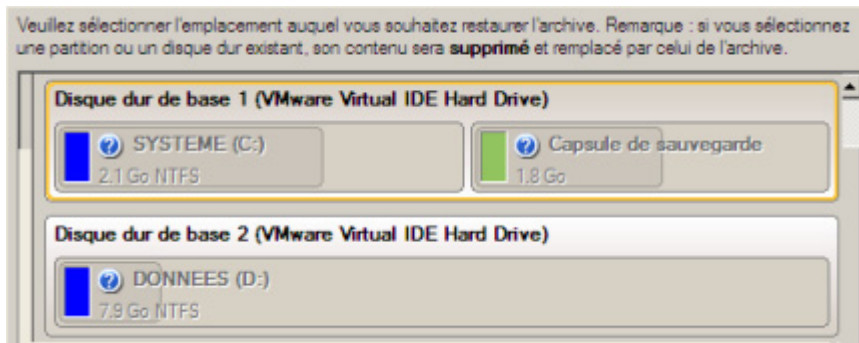 Veuillez sélectionner l'emplacement auquel vous souhaitez restaurer l'archive. Remarque : si vous sélectionnez
une partition ou un disque dur existant, son contenu sera supprimé et remplacé par celui de l'archive.
Disque dur de base 1 (VMware Virtual IDE Hard Drive)
SYSTEME (C:)
2.1 Go NTFS
Capsule de sauvegarde
1.8 Go
Disque dur de base 2 (VMware Virtual IDE Hard Drive)
DONNEES (D:)
7.9 Go NTFS